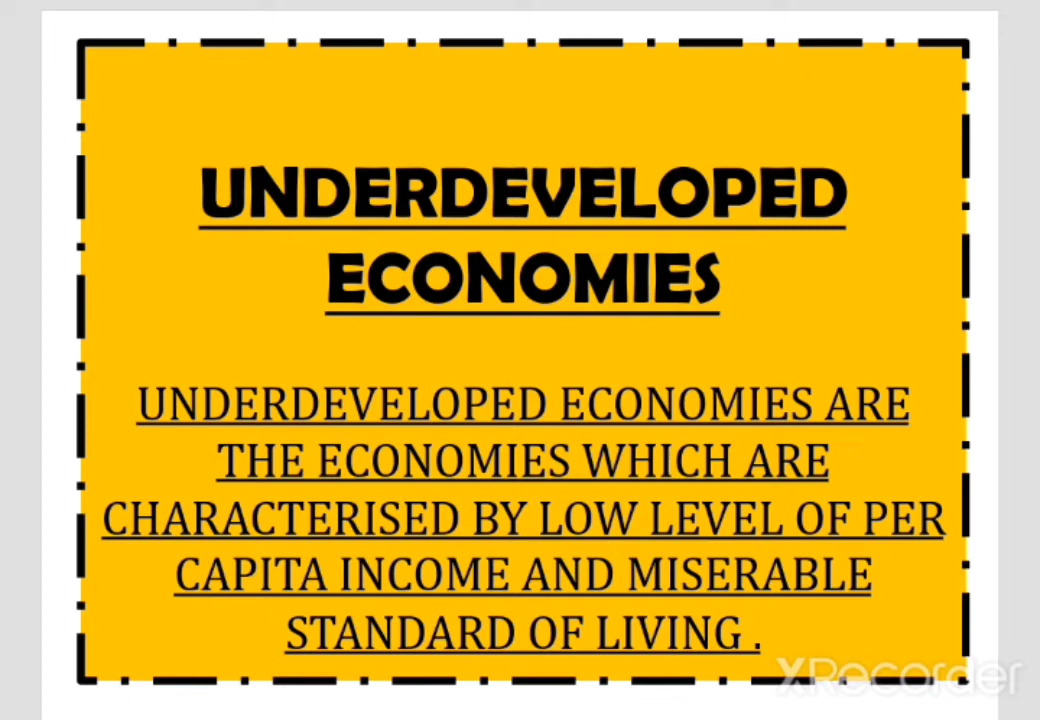 UNDERDEVELOPED
ECONOMIES
UNDERDEVELOPED ECONOMIES ARE
THE ECONOMIES WHICH ARE
CHARACTERISED BY LOW LEVEL OF PER
CAPITA INCOME AND MISERABLE
STANDARD OF LIVING .
XRecorder